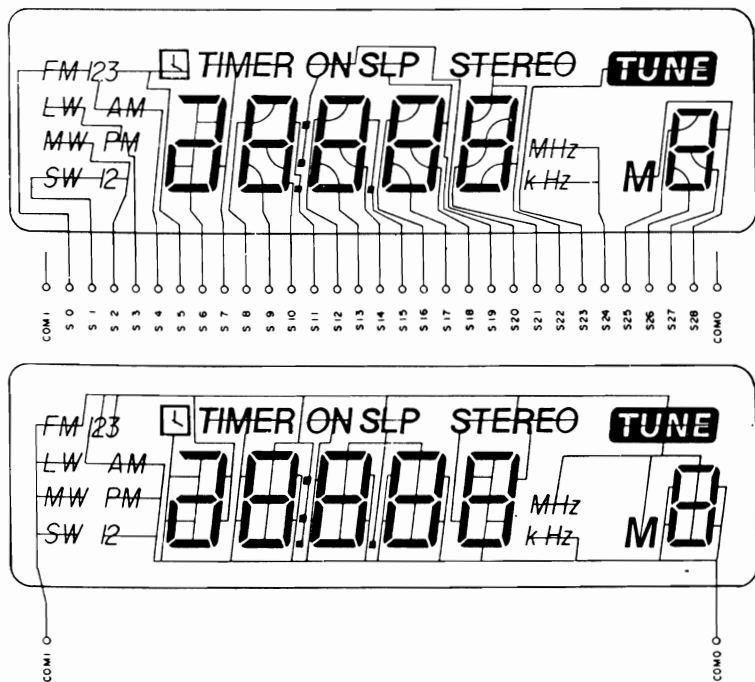 FM 123 TIMER ON SLP STEREO TUNE
LW AM
MW PM MHz
SW 12 kHz M
COM1 S0 S1 S2 S3 S4 S5 S6 S7 S8 S9 S10 S11 S12 S13 S14 S15 S16 S17 S18 S19 S20 S21 S22 S23 S24 S25 S26 S27 S28 COM0
FM 123 TIMER ON SLP STEREO TUNE
LW AM
MW PM MHz
SW 12 kHz M
COM1 COM0